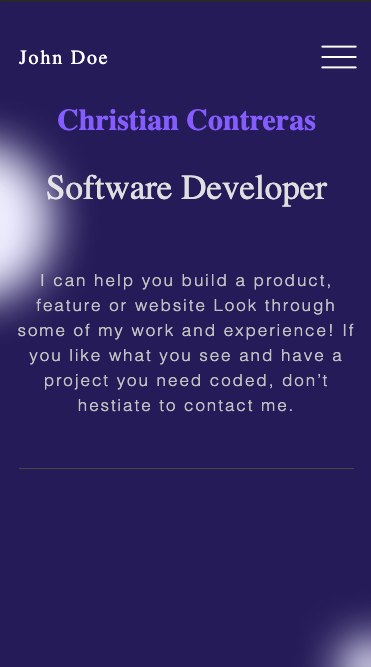 John Doe
Christian Contreras
Software Developer
I can help you build a product,
feature or website Look through
some of my work and experience! If
you like what you see and have a
project you need coded, don’t
hestiate to contact me.